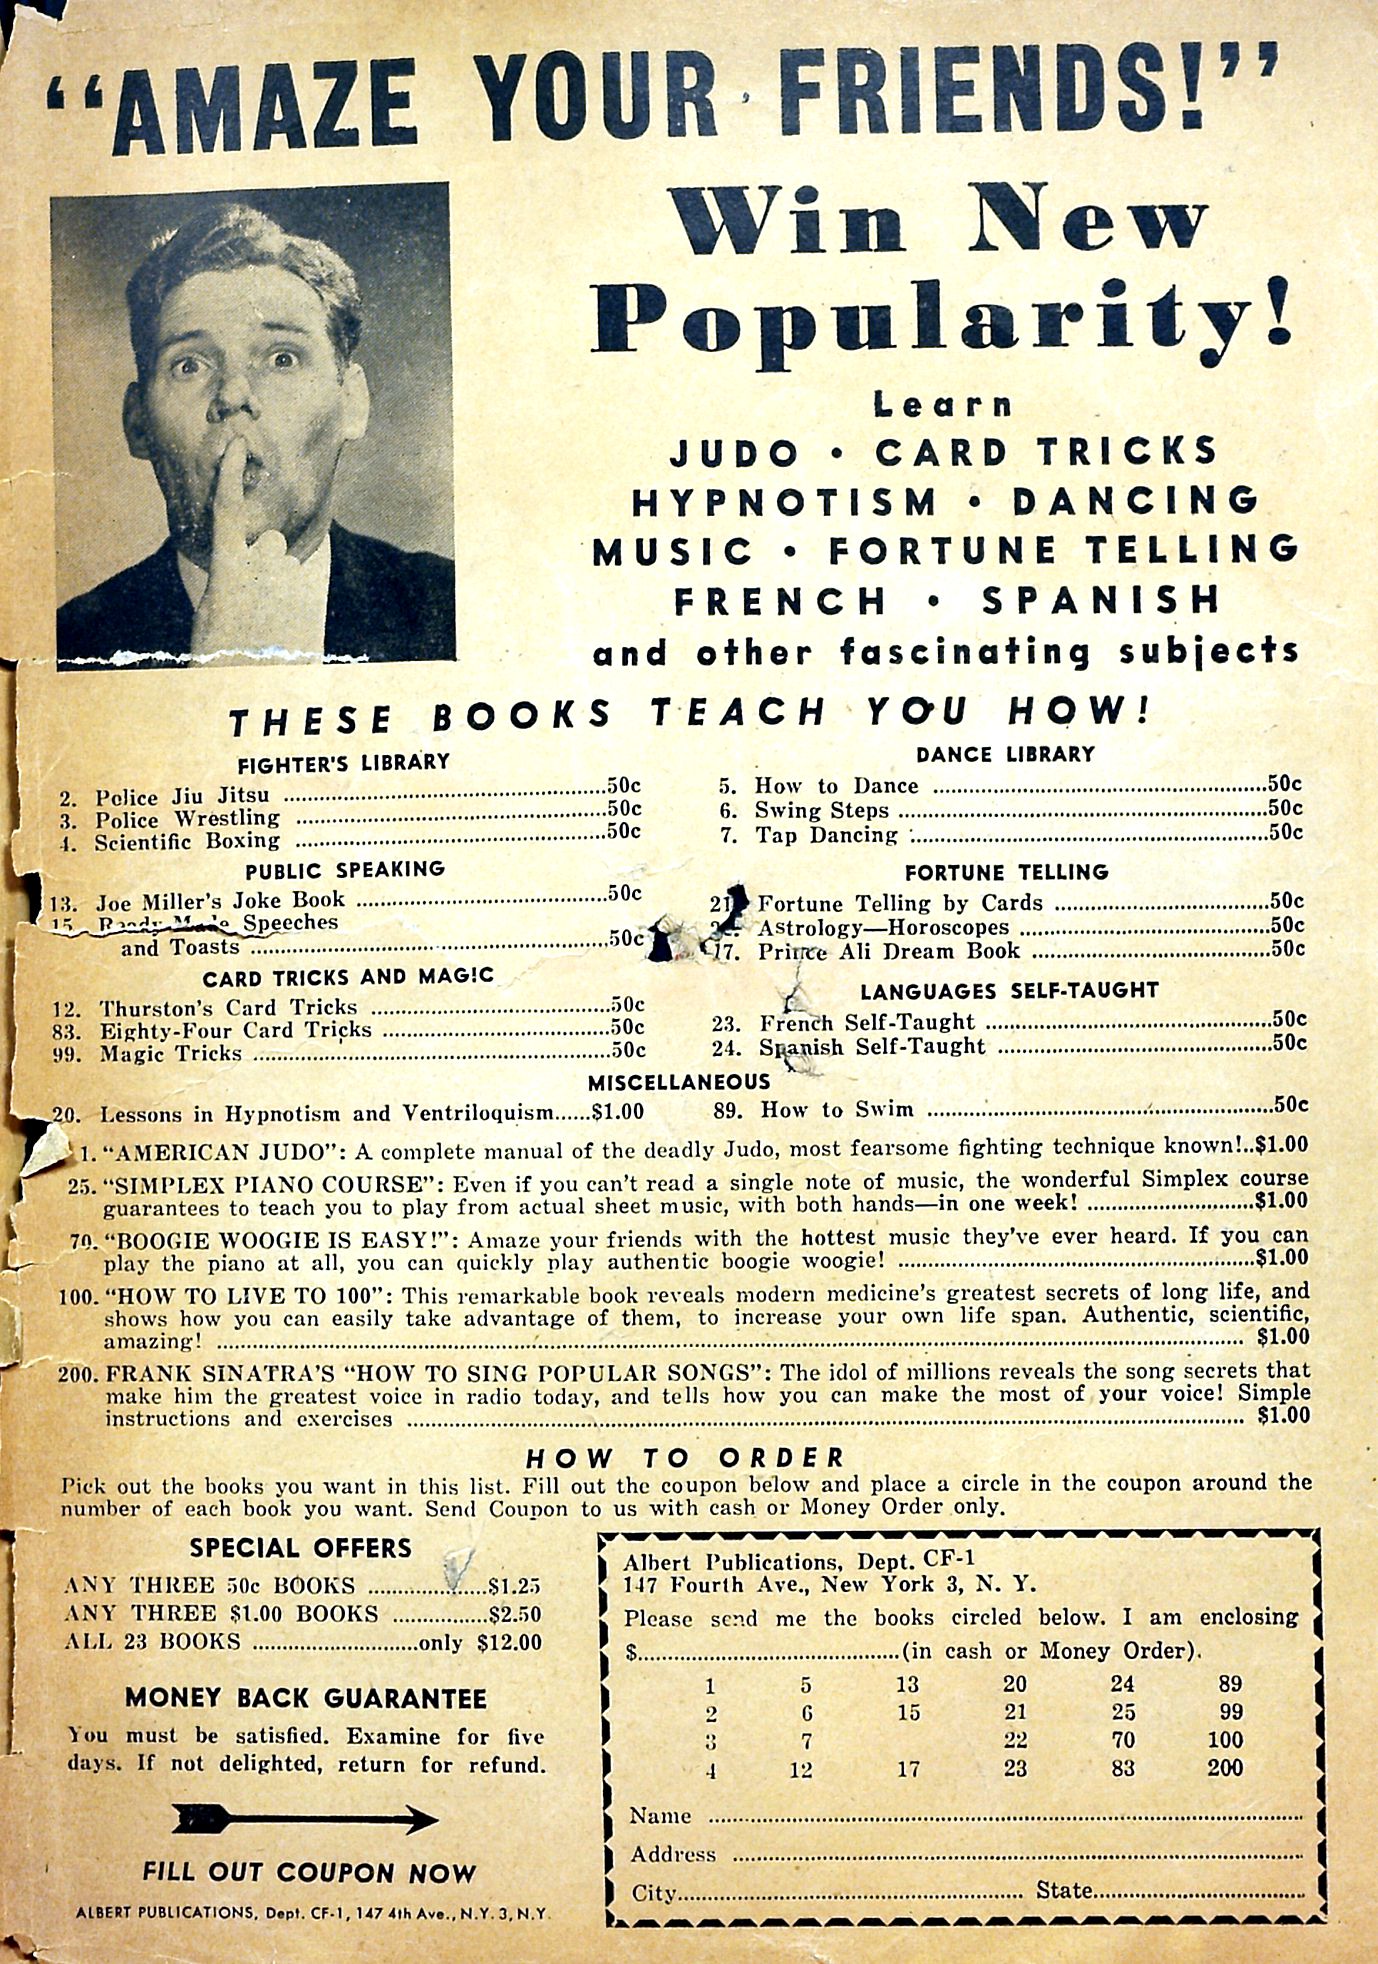 “AMAZE YOUR FRIENDS!”
Win New
Popularity!
Learn
JUDO • CARD TRICKS
HYPNOTISM • DANCING
MUSIC • FORTUNE TELLING
FRENCH • SPANISH
and other fascinating subjects
THESE BOOKS TEACH YOU HOW!
FIGHTER'S LIBRARY
2. Police Jiu Jitsu ....................50c
3. Police Wrestling ....................50c
4. Scientific Boxing ....................50c
PUBLIC SPEAKING
13. Joe Miller's Joke Book ....................50c
15. Ready Made Speeches
and Toasts ....................50c
CARD TRICKS AND MAGIC
12. Thurston's Card Tricks ....................50c
83. Eighty-Four Card Tricks ....................50c
99. Magic Tricks ....................50c
DANCE LIBRARY
5. How to Dance ....................50c
6. Swing Steps ....................50c
7. Tap Dancing ....................50c
FORTUNE TELLING
21. Fortune Telling by Cards ....................50c
Astrology—Horoscopes ....................50c
17. Prince Ali Dream Book ....................50c
LANGUAGES SELF-TAUGHT
23. French Self-Taught ....................50c
24. Spanish Self-Taught ....................50c
MISCELLANEOUS
20. Lessons in Hypnotism and Ventriloquism......$1.00
89. How to Swim ....................50c
1. “AMERICAN JUDO”: A complete manual of the deadly Judo, most fearsome fighting technique known!..$1.00
25. “SIMPLEX PIANO COURSE”: Even if you can't read a single note of music, the wonderful Simplex course
guarantees to teach you to play from actual sheet music, with both hands—in one week! ....................$1.00
70. “BOOGIE WOOGIE IS EASY!”: Amaze your friends with the hottest music they've ever heard. If you can
play the piano at all, you can quickly play authentic boogie woogie! ....................$1.00
100. “HOW TO LIVE TO 100”: This remarkable book reveals modern medicine's greatest secrets of long life, and
shows how you can easily take advantage of them, to increase your own life span. Authentic, scientific,
amazing! .................... $1.00
200. FRANK SINATRA'S “HOW TO SING POPULAR SONGS”: The idol of millions reveals the song secrets that
make him the greatest voice in radio today, and tells how you can make the most of your voice! Simple
instructions and exercises .................... $1.00
HOW TO ORDER
Pick out the books you want in this list. Fill out the coupon below and place a circle in the coupon around the
number of each book you want. Send Coupon to us with cash or Money Order only.
SPECIAL OFFERS
ANY THREE 50c BOOKS ....................$1.25
ANY THREE $1.00 BOOKS ................$2.50
ALL 23 BOOKS ....................only $12.00
MONEY BACK GUARANTEE
You must be satisfied. Examine for five
days. If not delighted, return for refund.
FILL OUT COUPON NOW
ALBERT PUBLICATIONS, Dept. CF-1, 147 4th Ave., N.Y. 3, N.Y.
Albert Publications, Dept. CF-1
147 Fourth Ave., New York 3, N. Y.
Please send me the books circled below. I am enclosing
$....................(in cash or Money Order).
1 5 13 20 24 89
2 6 15 21 25 99
3 7 22 70 100
4 12 17 23 83 200
Name ....................
Address ....................
City.................... State....................